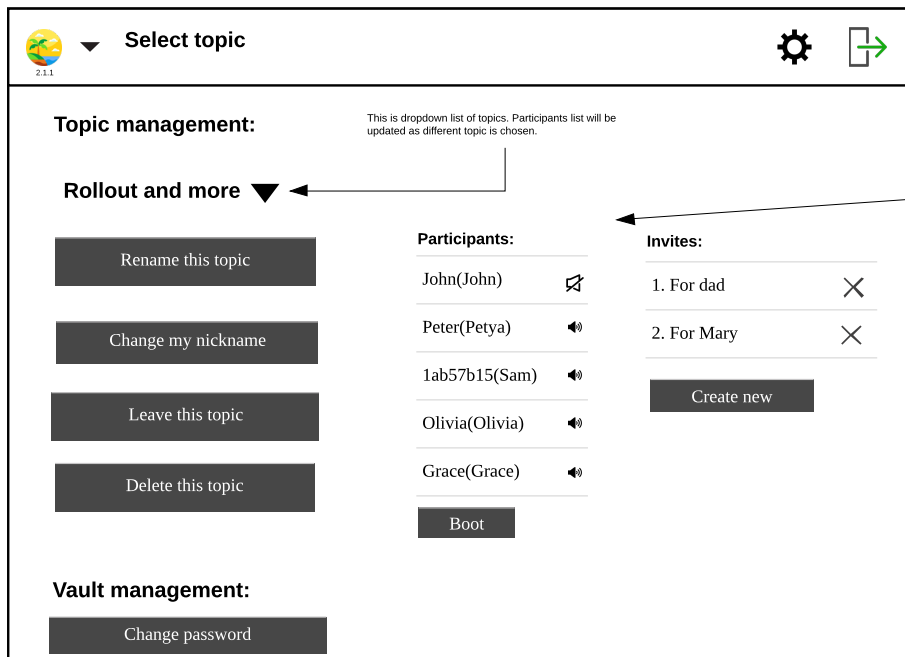 Select topic
2.1.1
Topic management:
This is dropdown list of topics. Participants list will be
updated as different topic is chosen.
Rollout and more
Rename this topic
Change my nickname
Leave this topic
Delete this topic
Participants:
John(John)
Peter(Petya)
1ab57b15(Sam)
Olivia(Olivia)
Grace(Grace)
Boot
Invites:
1. For dad
2. For Mary
Create new
Vault management:
Change password